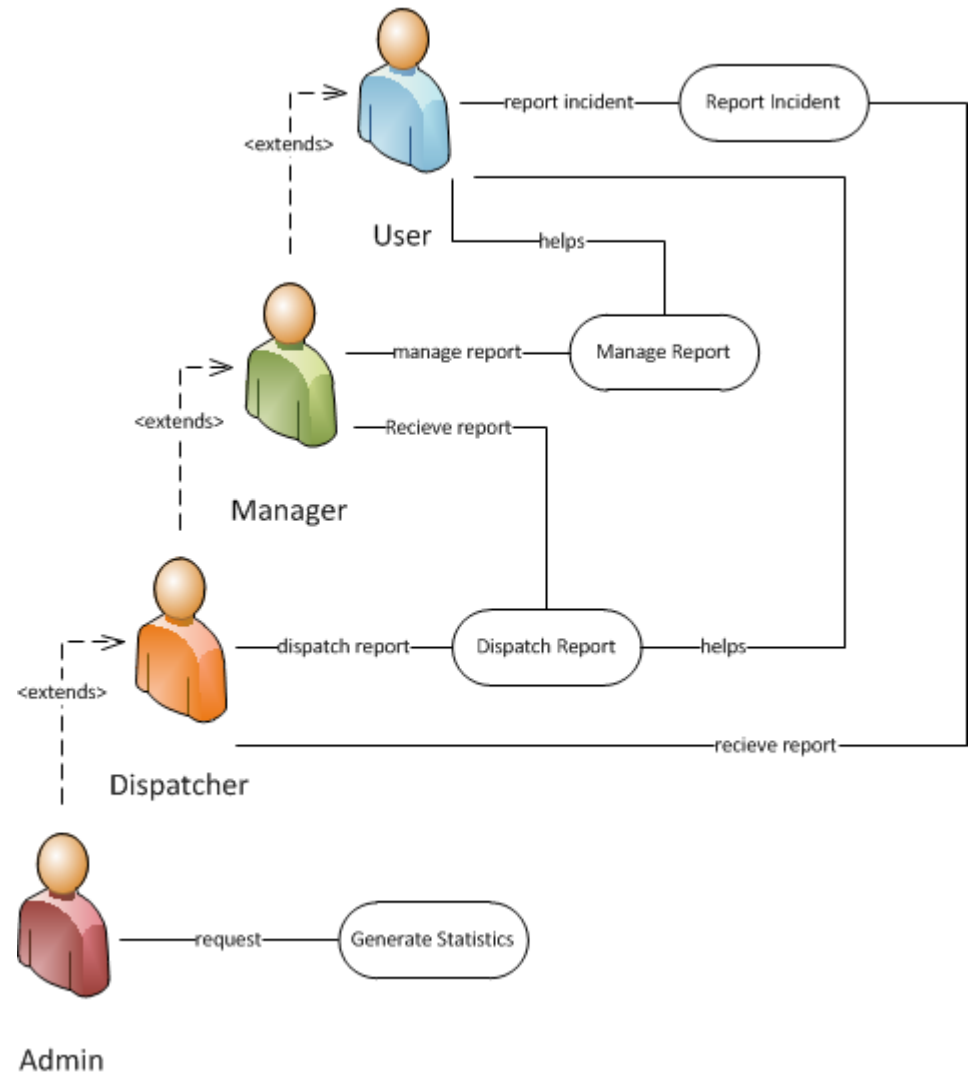 report incident
Report Incident
<extends>
User
helps
manage report
Manage Report
<extends>
Recieve report
Manager
dispatch report
Dispatch Report
helps
<extends>
recieve report
Dispatcher
request
Generate Statistics
Admin